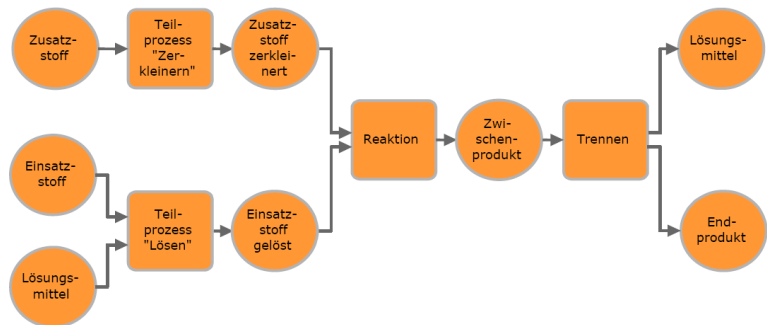 Zusatz-
stoff
Teil-
prozess
"Zer-
kleinern"
Zusatz-
stoff
zerklei-
nert
Einsatz-
stoff
Lösungs-
mittel
Teil-
prozess
"Lösen"
Einsatz-
stoff
gelöst
Reaktion
Zwi-
schen-
produkt
Trennen
Lösungs-
mittel
End-
produkt